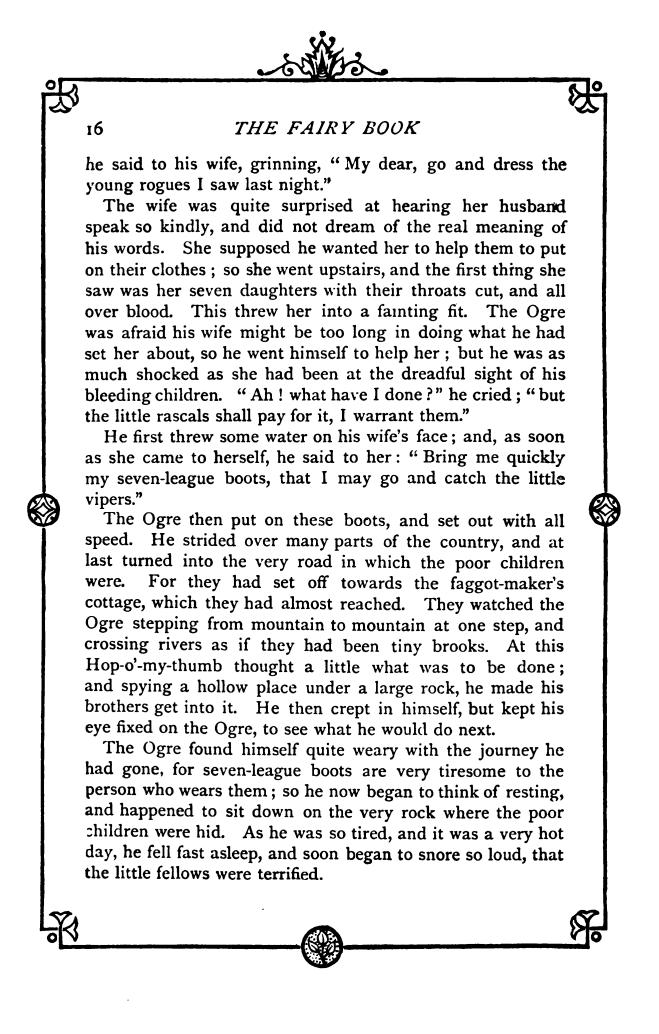 16 THE FAIRY BOOK
he said to his wife, grinning, “ My dear, go and dress the
young rogues I saw last night.”
The wife was quite surprised at hearing her husband
speak so kindly, and did not dream of the real meaning of
his words. She supposed he wanted her to help them to put
on their clothes ; so she went upstairs, and the first thing she
saw was her seven daughters with their throats cut, and all
over blood. This threw her into a fainting fit. The Ogre
was afraid his wife might be too long in doing what he had
set her about, so he went himself to help her ; but he was as
much shocked as she had been at the dreadful sight of his
bleeding children. “ Ah ! what have I done ?” he cried ; “ but
the little rascals shall pay for it, I warrant them.”
He first threw some water on his wife’s face ; and, as soon
as she came to herself, he said to her : “ Bring me quickly
my seven-league boots, that I may go and catch the little
vipers.”
The Ogre then put on these boots, and set out with all
speed. He strided over many parts of the country, and at
last turned into the very road in which the poor children
were. For they had set off towards the faggot-maker’s
cottage, which they had almost reached. They watched the
Ogre stepping from mountain to mountain at one step, and
crossing rivers as if they had been tiny brooks. At this
Hop-o’-my-thumb thought a little what was to be done ;
and spying a hollow place under a large rock, he made his
brothers get into it. He then crept in himself, but kept his
eye fixed on the Ogre, to see what he would do next.
The Ogre found himself quite weary with the journey he
had gone, for seven-league boots are very tiresome to the
person who wears them ; so he now began to think of resting,
and happened to sit down on the very rock where the poor
children were hid. As he was so tired, and it was a very hot
day, he fell fast asleep, and soon began to snore so loud, that
the little fellows were terrified.